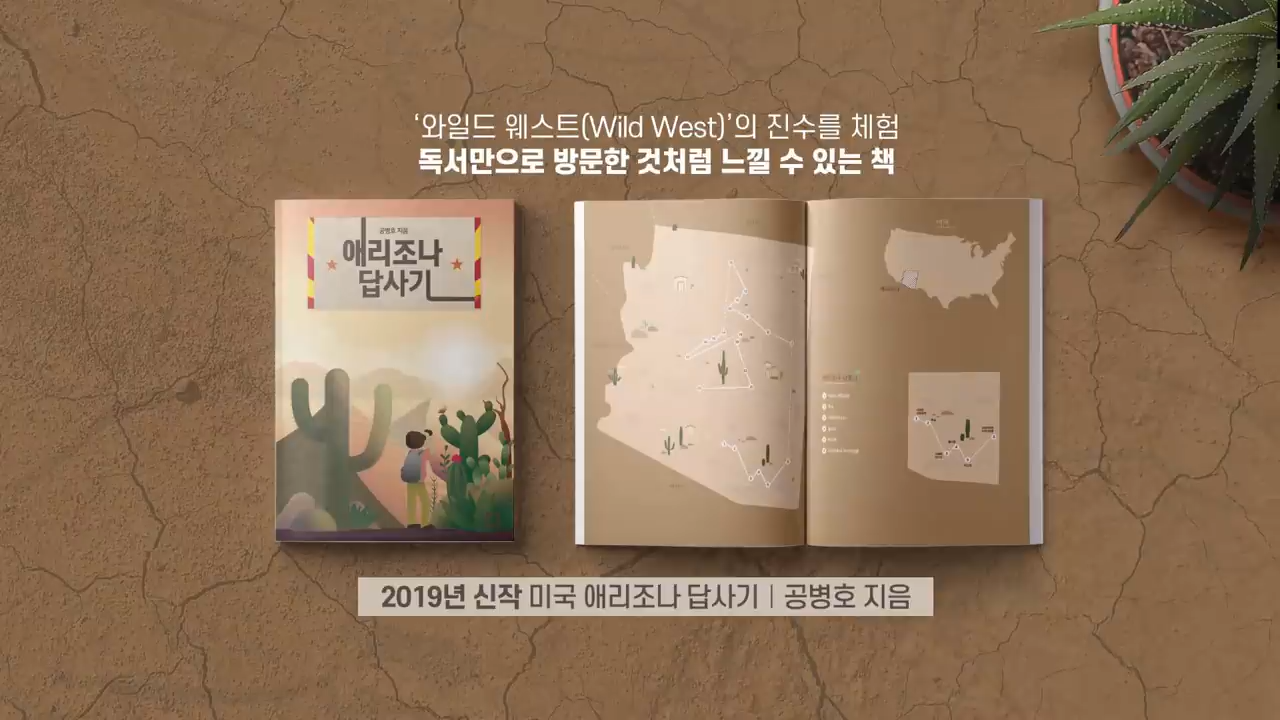 ‘와일드 웨스트(Wild West)’의 진수를 체험
독서만으로 방문한 것처럼 느낄 수 있는 책
공병호 지음
애리조나
답사기
2019년 신작 미국 애리조나 답사기 | 공병호 지음